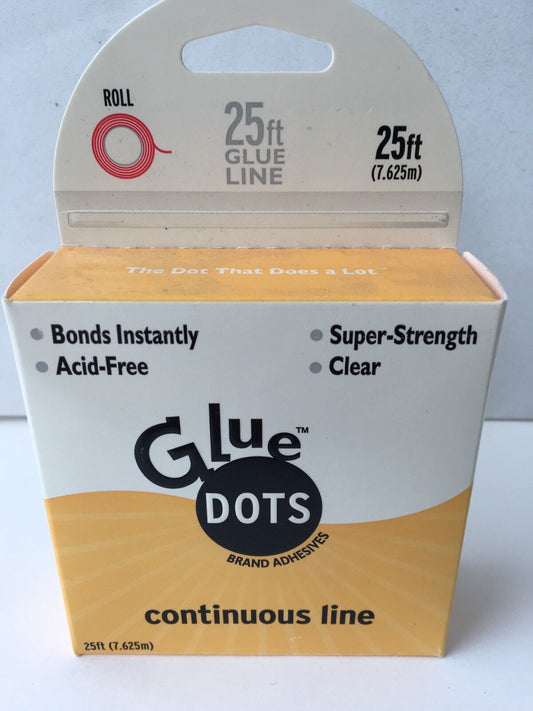 ROLL
25ft
GLUE
LINE
25ft
(7.625m)
The Dot That Does a Lot™
Bonds Instantly
Acid-Free
Super-Strength
Clear
Glue™
DOTS
BRAND ADHESIVES
continuous line
25ft (7.625m)